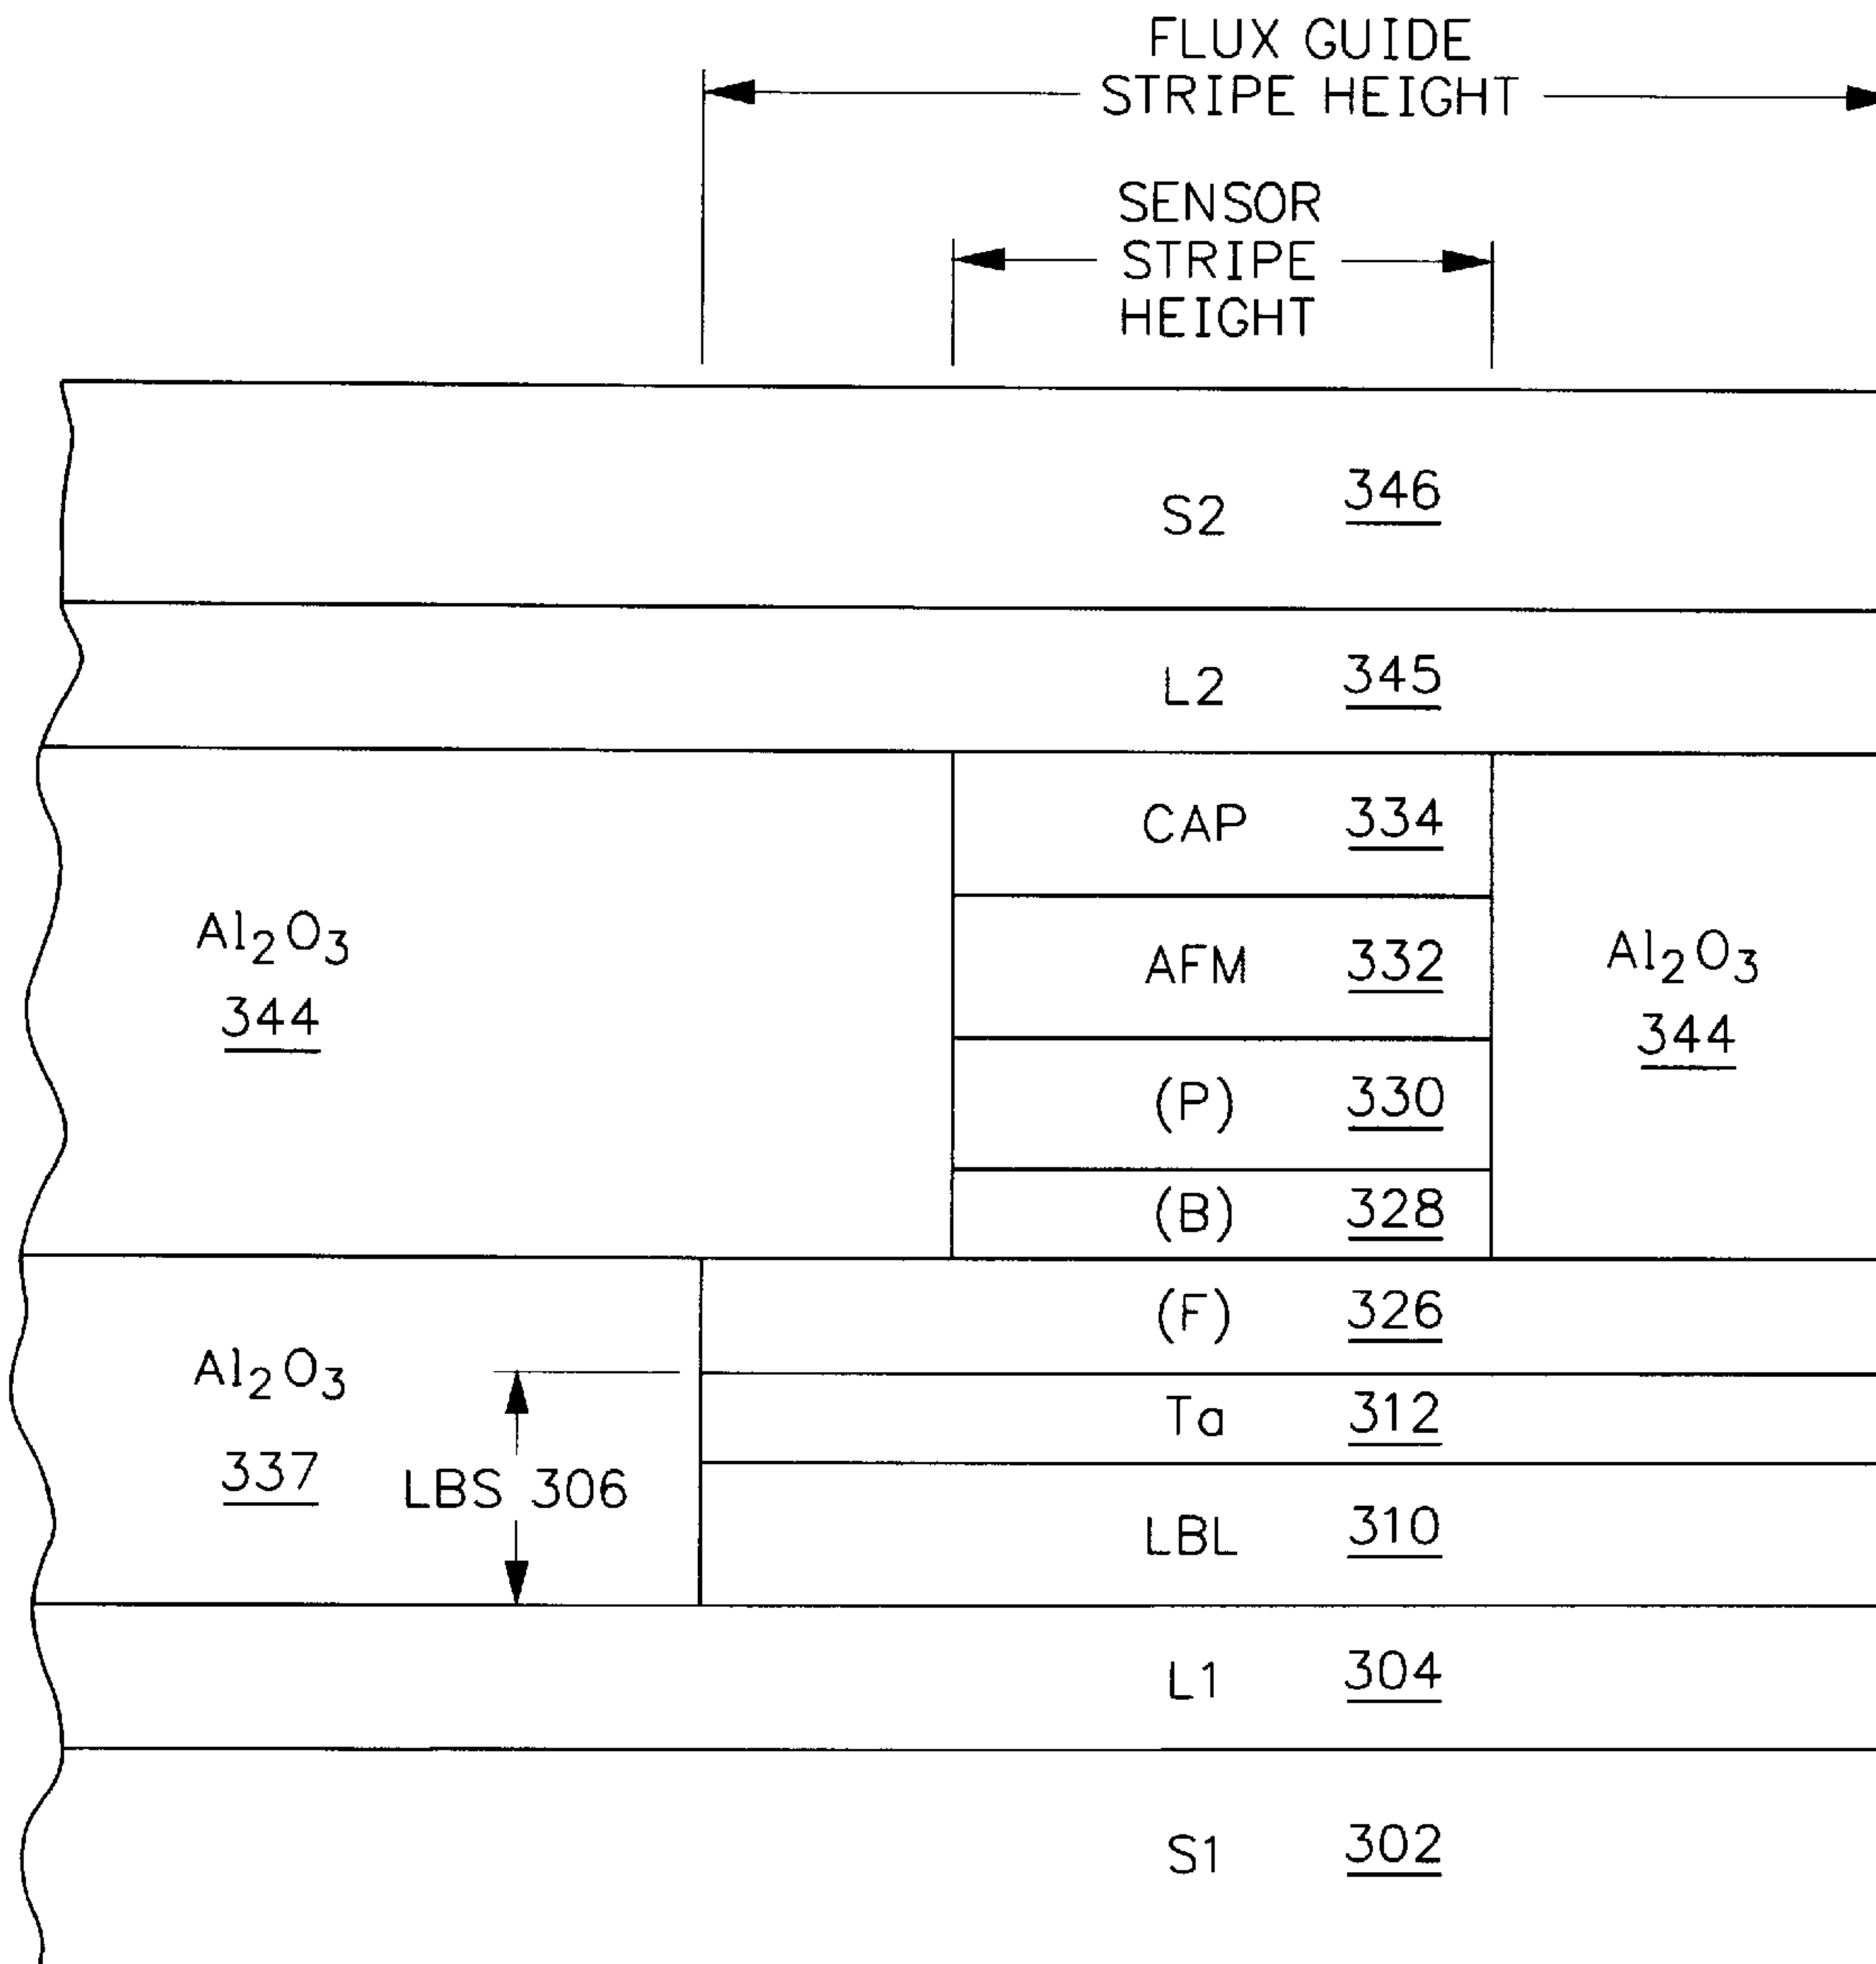 FLUX GUIDE
STRIPE HEIGHT
SENSOR
STRIPE
HEIGHT
S2 346
L2 345
CAP 334
Al₂O₃
344
AFM 332
Al₂O₃
344
(P) 330
(B) 328
(F) 326
Al₂O₃
337
LBS 306
Ta 312
LBL 310
L1 304
S1 302